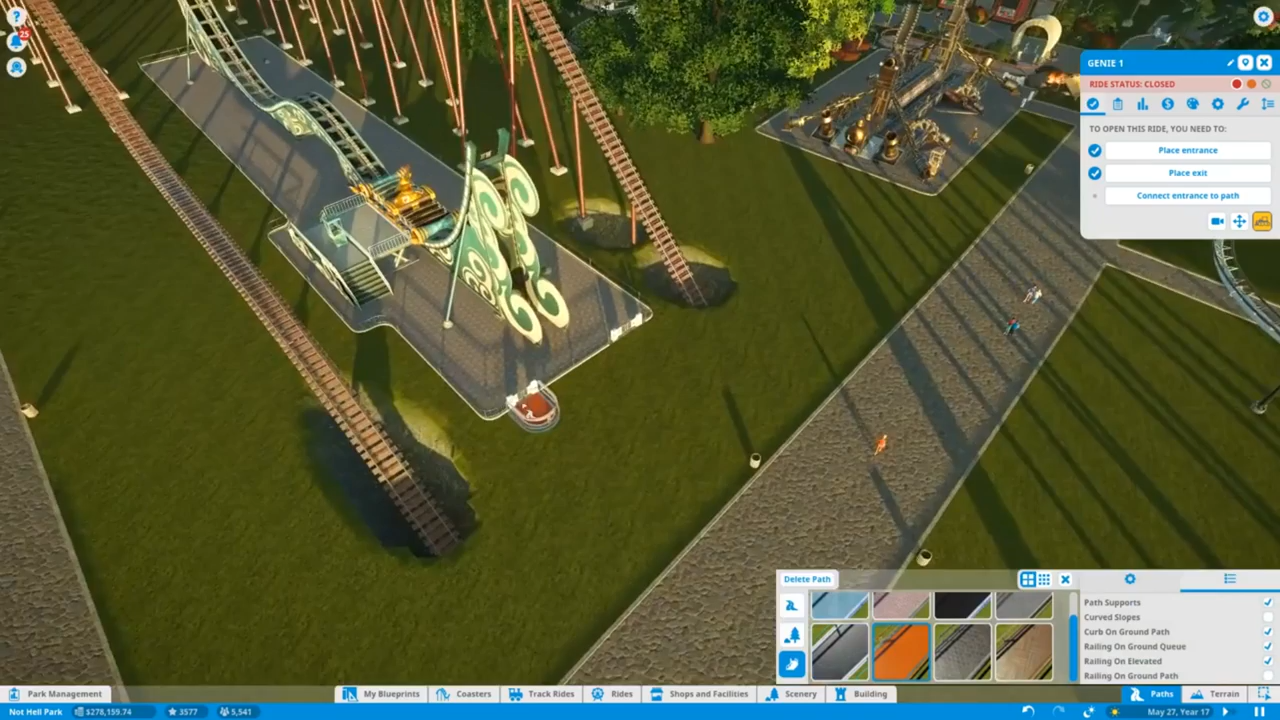 25
GENIE 1
RIDE STATUS: CLOSED
TO OPEN THIS RIDE, YOU NEED TO:
Place entrance
Place exit
Connect entrance to path
Delete Path
Path Supports
Curved Slopes
Curb On Ground Path
Railing On Ground Queue
Railing On Elevated
Railing On Ground Path
Park Management
My Blueprints
Coasters
Track Rides
Rides
Shops and Facilities
Scenery
Building
Paths
Terrain
Not Hell Park
$278,159.74
3577
5,541
May 27, Year 17